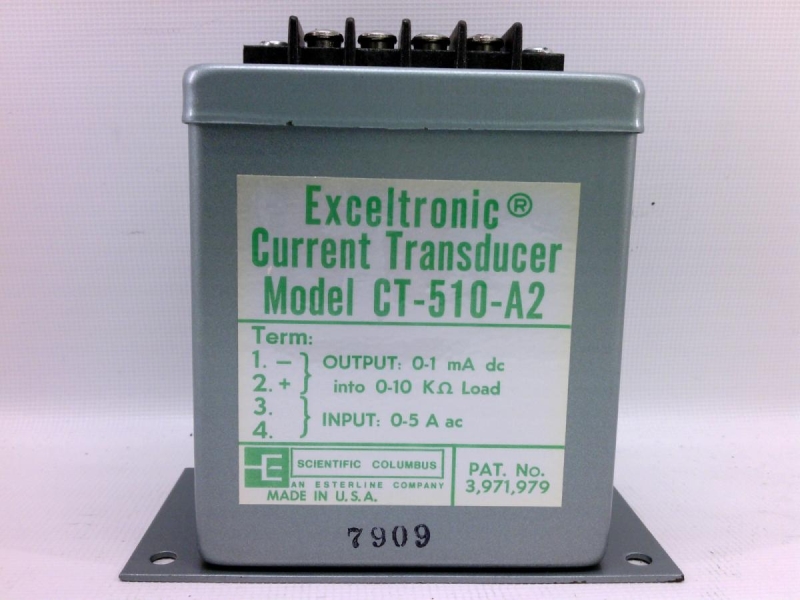 Exceltronic®
Current Transducer
Model CT-510-A2
Term:
1. – } OUTPUT: 0-1 mA dc
2. + } into 0-10 KΩ Load
3. } INPUT: 0-5 A ac
4.
E SCIENTIFIC COLUMBUS
AN ESTERLINE COMPANY
MADE IN U.S.A.
PAT. No.
3,971,979
7909